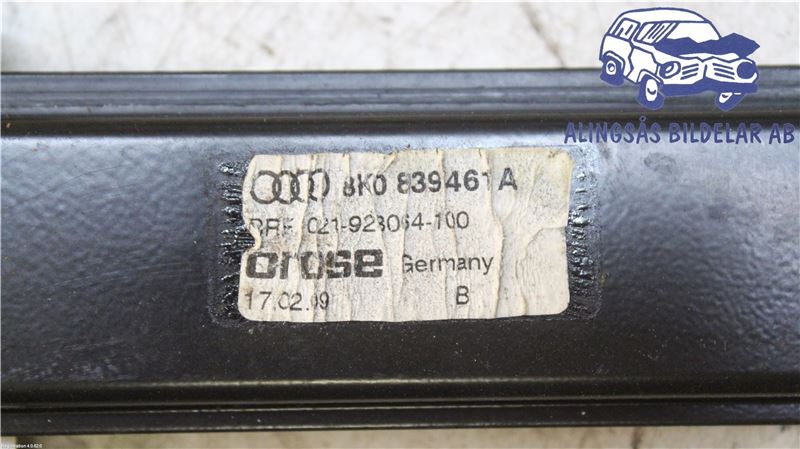 ALINGSÅS BILDELAR AB
8K0 839461 A
021-923064-100
Germany
17.02.09 B